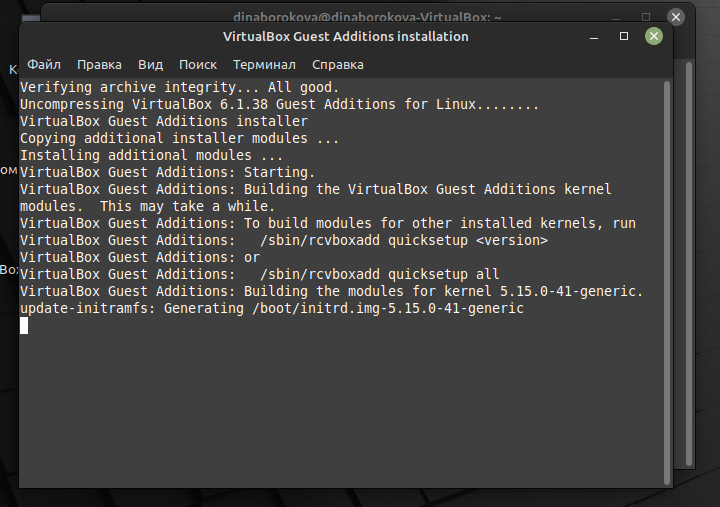 dinaborokova@dinaborokova-VirtualBox: ~
VirtualBox Guest Additions installation
Файл Правка Вид Поиск Терминал Справка
Verifying archive integrity... All good.
Uncompressing VirtualBox 6.1.38 Guest Additions for Linux........
VirtualBox Guest Additions installer
Copying additional installer modules ...
Installing additional modules ...
VirtualBox Guest Additions: Starting.
VirtualBox Guest Additions: Building the VirtualBox Guest Additions kernel
modules.  This may take a while.
VirtualBox Guest Additions: To build modules for other installed kernels, run
VirtualBox Guest Additions:   /sbin/rcvboxadd quicksetup <version>
VirtualBox Guest Additions: or
VirtualBox Guest Additions:   /sbin/rcvboxadd quicksetup all
VirtualBox Guest Additions: Building the modules for kernel 5.15.0-41-generic.
update-initramfs: Generating /boot/initrd.img-5.15.0-41-generic